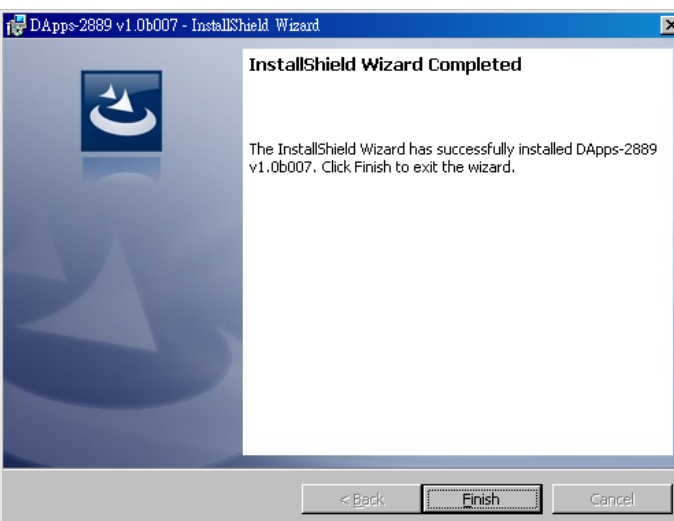 DApps-2889 v1.0b007 - InstallShield Wizard
InstallShield Wizard Completed
The InstallShield Wizard has successfully installed DApps-2889
v1.0b007. Click Finish to exit the wizard.
< Back
Finish
Cancel